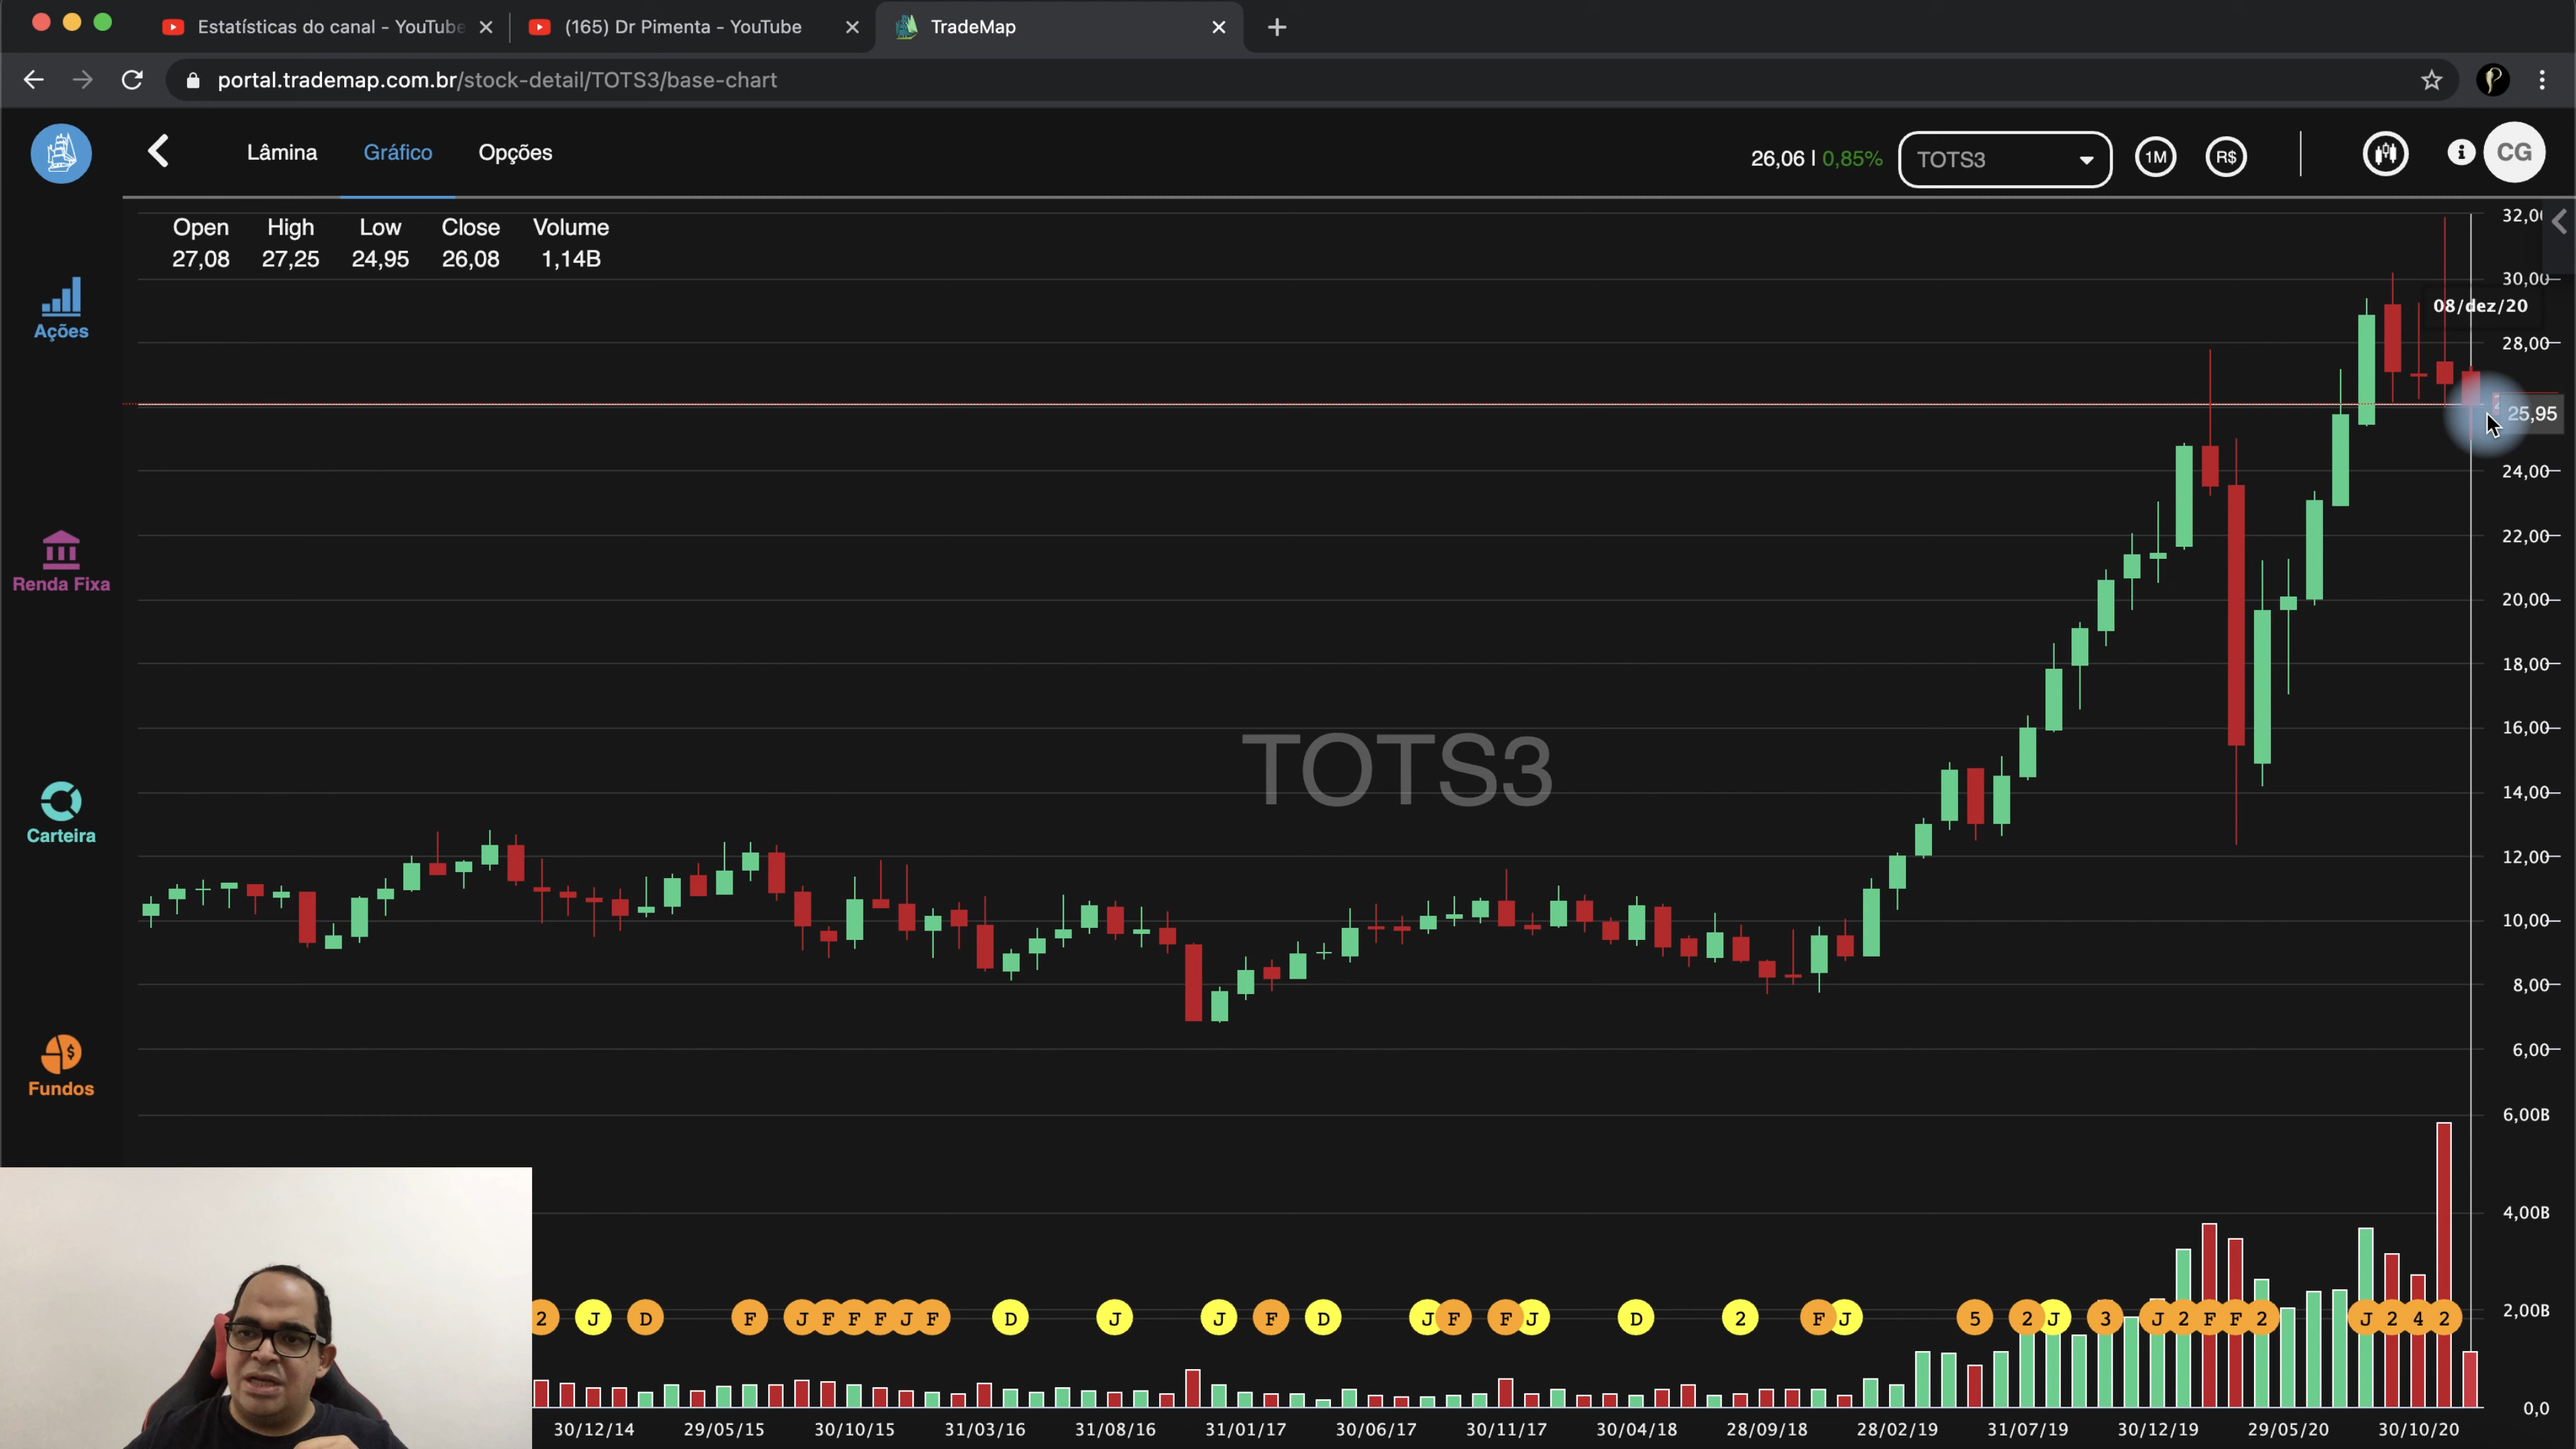 Estatísticas do canal - YouTube
(165) Dr Pimenta - YouTube
TradeMap
portal.trademap.com.br/stock-detail/TOTS3/base-chart
Lâmina Gráfico Opções
26,06 | 0,85% TOTS3 1M R$ i CG
Open High Low Close Volume
27,08 27,25 24,95 26,08 1,14B
Ações
Renda Fixa
Carteira
Fundos
08/dez/20
TOTS3
32,00
30,00
28,00
25,95
24,00
22,00
20,00
18,00
16,00
14,00
12,00
10,00
8,00
6,00
6,00B
4,00B
2,00B
0,0
2 J D F J F F F J F D J J F D J F F J D 2 F J 5 2 J 3 J 2 F F 2 J 2 4 2
30/12/14 29/05/15 30/10/15 31/03/16 31/08/16 31/01/17 30/06/17 30/11/17 30/04/18 28/09/18 28/02/19 31/07/19 30/12/19 29/05/20 30/10/20